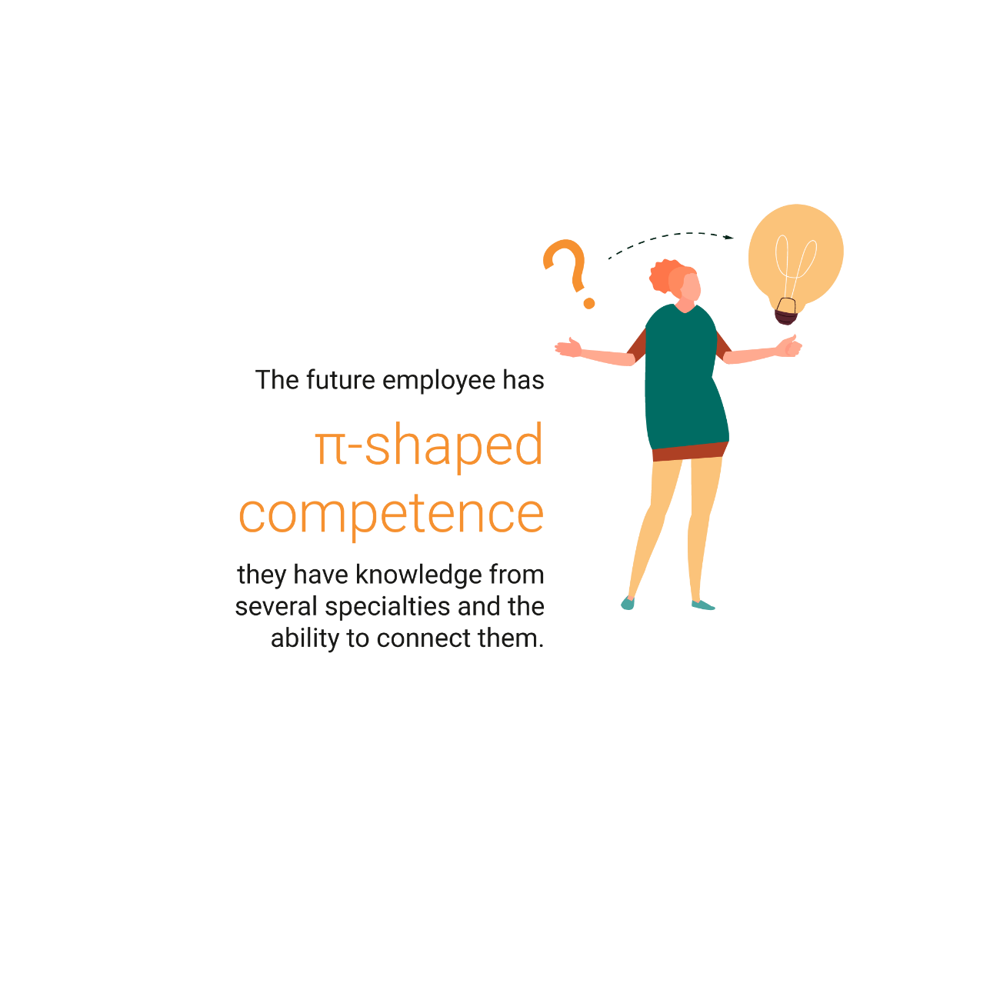 The future employee has
π-shaped
competence
they have knowledge from
several specialties and the
ability to connect them.